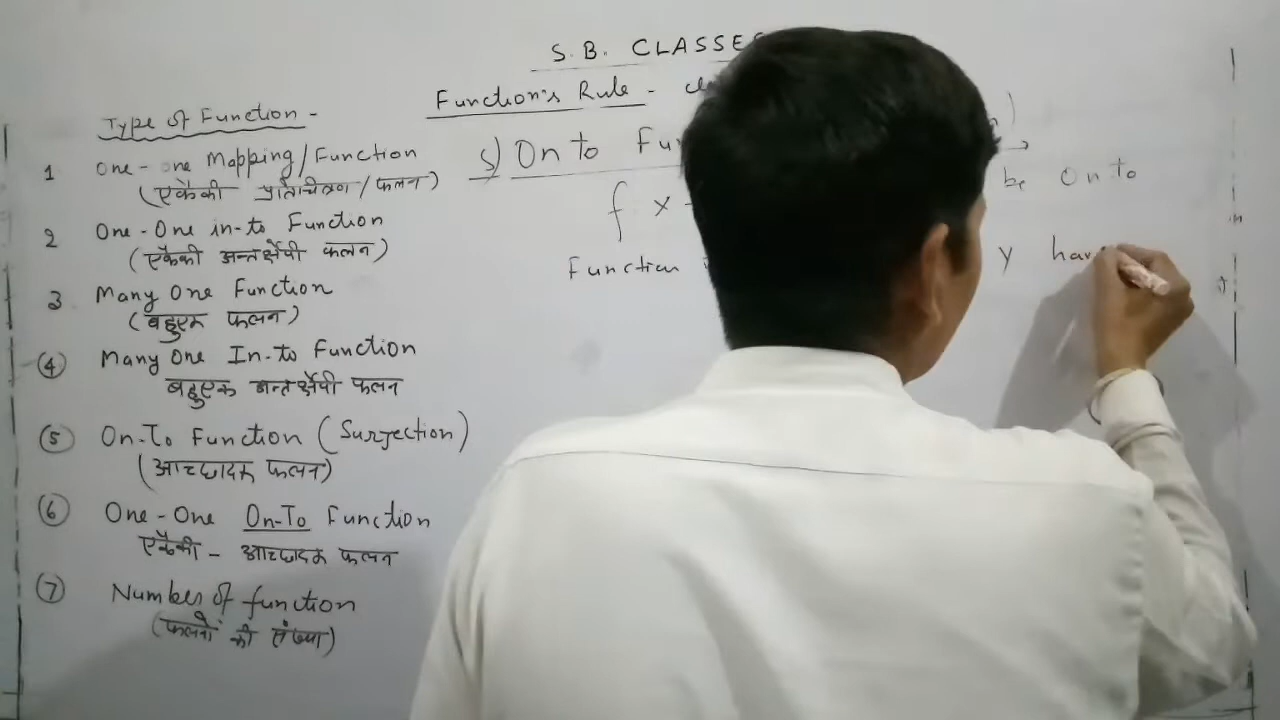 S.B. CLASSES
Function's Rule -
Type of Function -
1 One-one Mapping/Function
(एकैकी प्रतिचित्रण/फलन)
2 One-One in-to Function
(एकैकी अन्तर्क्षेपी फलन)
3 Many One Function
(बहुएक फलन)
④ Many One In-to Function
बहुएक अन्तर्क्षेपी फलन
⑤ On-To Function (Surjection)
(आच्छादक फलन)
⑥ One-One On-To Function
एकैकी - आच्छादक फलन
⑦ Number of function
(फलनों की संख्या)
5) On to
f x be On to
Function y hav